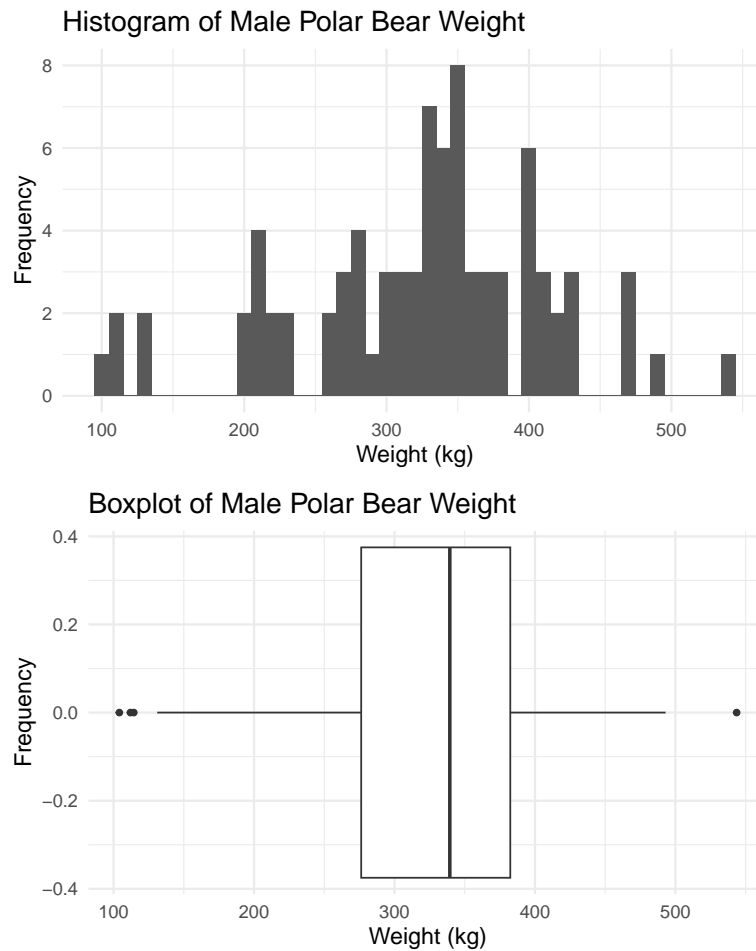 Histogram of Male Polar Bear Weight
8
6
4
2
0
Frequency
100 200 300 400 500
Weight (kg)
Boxplot of Male Polar Bear Weight
0.4
0.2
0.0
−0.2
−0.4
Frequency
100 200 300 400 500
Weight (kg)